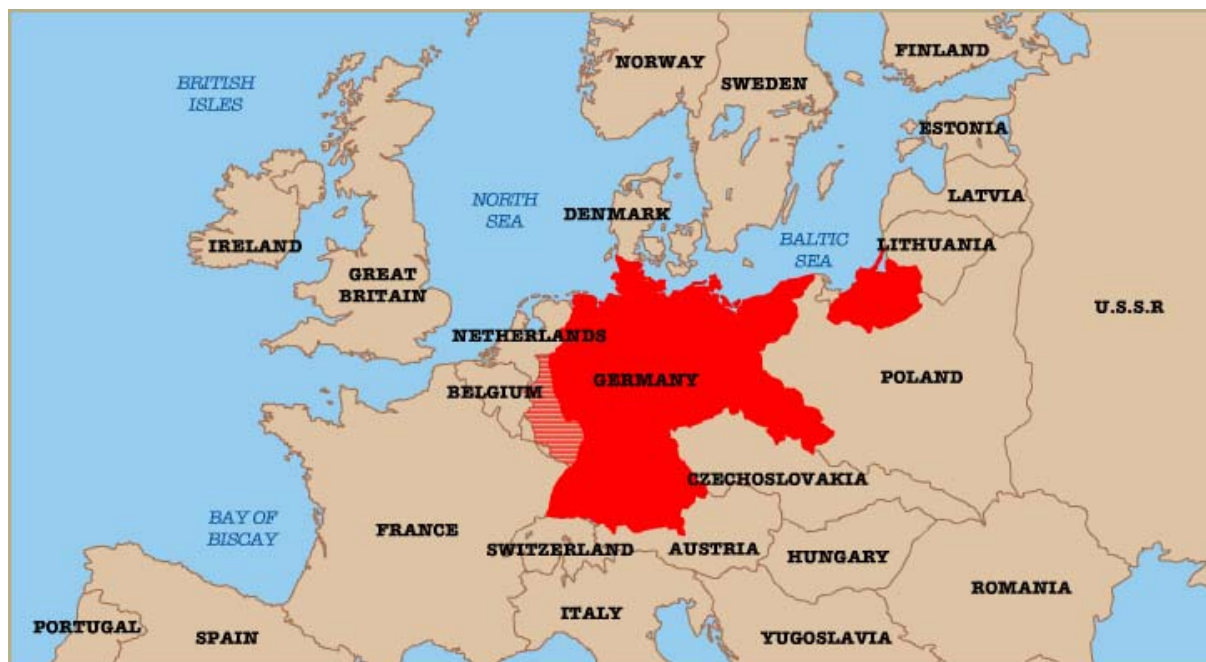 NORWAY
FINLAND
SWEDEN
BRITISH
ISLES
ESTONIA
LATVIA
NORTH
SEA
DENMARK
BALTIC
SEA
LITHUANIA
IRELAND
GREAT
BRITAIN
U.S.S.R
NETHERLANDS
GERMANY
POLAND
BELGIUM
CZECHOSLOVAKIA
BAY OF
BISCAY
FRANCE
SWITZERLAND
AUSTRIA
HUNGARY
ROMANIA
ITALY
PORTUGAL
SPAIN
YUGOSLAVIA